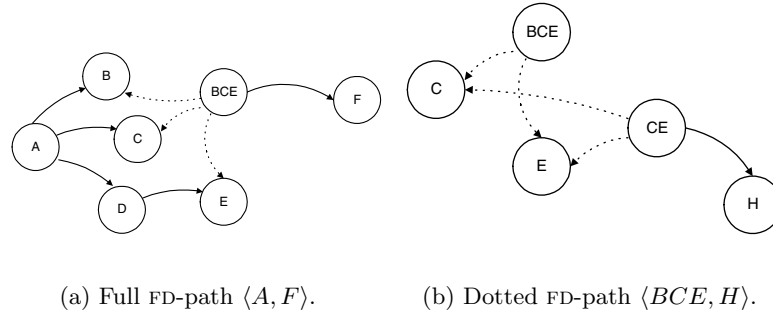 BCE
B
BCE
C
F
C
CE
A
E
D
E
H
(a) Full FD-path ⟨A, F⟩.
(b) Dotted FD-path ⟨BCE, H⟩.